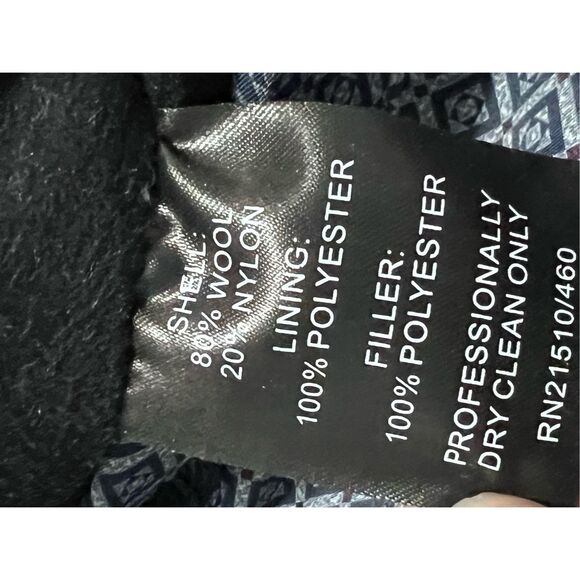 SHELL:
80% WOOL
20% NYLON
LINING:
100% POLYESTER
FILLER:
100% POLYESTER
PROFESSIONALLY
DRY CLEAN ONLY
RN21510/460